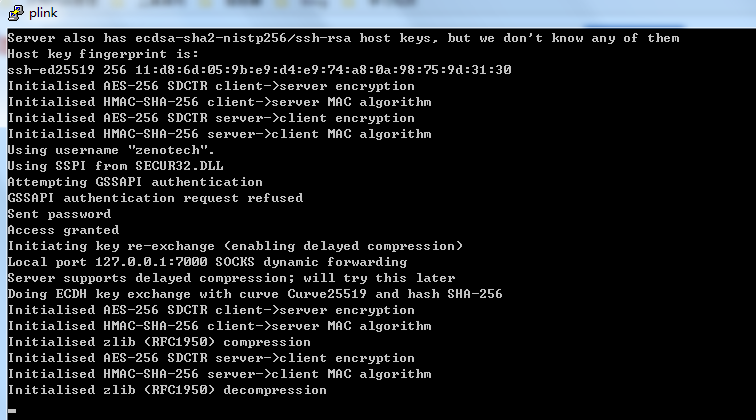 plink
Server also has ecdsa-sha2-nistp256/ssh-rsa host keys, but we don't know any of them
Host key fingerprint is:
ssh-ed25519 256 11:d8:6d:05:9b:e9:d4:e9:74:a8:0a:98:75:9d:31:30
Initialised AES-256 SDCTR client->server encryption
Initialised HMAC-SHA-256 client->server MAC algorithm
Initialised AES-256 SDCTR server->client encryption
Initialised HMAC-SHA-256 server->client MAC algorithm
Using username "zenotech".
Using SSPI from SECUR32.DLL
Attempting GSSAPI authentication
GSSAPI authentication request refused
Sent password
Access granted
Initiating key re-exchange (enabling delayed compression)
Local port 127.0.0.1:7000 SOCKS dynamic forwarding
Server supports delayed compression; will try this later
Doing ECDH key exchange with curve Curve25519 and hash SHA-256
Initialised AES-256 SDCTR client->server encryption
Initialised HMAC-SHA-256 client->server MAC algorithm
Initialised zlib (RFC1950) compression
Initialised AES-256 SDCTR server->client encryption
Initialised HMAC-SHA-256 server->client MAC algorithm
Initialised zlib (RFC1950) decompression